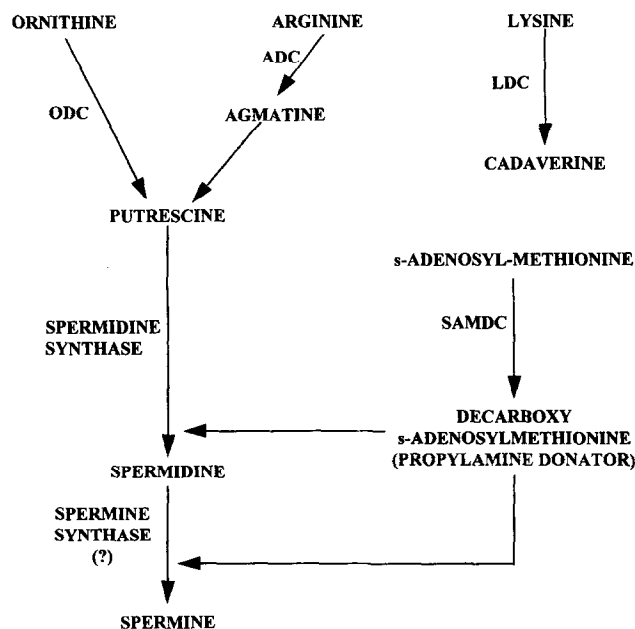 ORNITHINE
ARGININE
LYSINE
ADC
LDC
ODC
AGMATINE
CADAVERINE
PUTRESCINE
s-ADENOSYL-METHIONINE
SPERMIDINE
SYNTHASE
SAMDC
DECARBOXY
s-ADENOSYLMETHIONINE
(PROPYLAMINE DONATOR)
SPERMIDINE
SPERMINE
SYNTHASE
(?)
SPERMINE